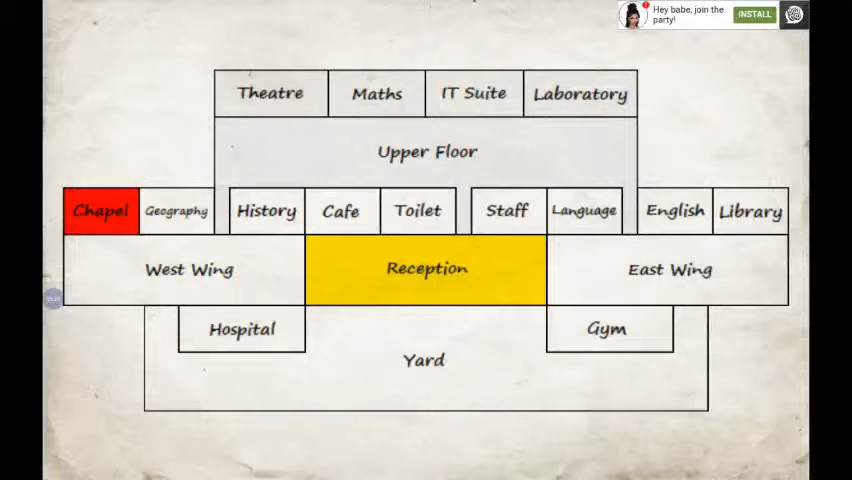 Hey babe, join the
party!
INSTALL
Theatre
Maths
IT Suite
Laboratory
Upper Floor
Chapel
Geography
History
Cafe
Toilet
Staff
Language
English
Library
West Wing
Reception
East Wing
Hospital
Gym
Yard